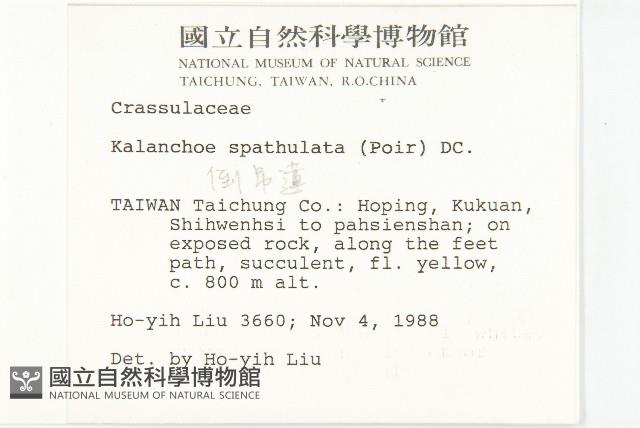 國立自然科學博物館
NATIONAL MUSEUM OF NATURAL SCIENCE
TAICHUNG, TAIWAN, R.O.CHINA
Crassulaceae
Kalanchoe spathulata (Poir) DC.
倒吊蓮
TAIWAN Taichung Co.: Hoping, Kukuan,
Shihwenhsi to pahsienshan; on
exposed rock, along the feet
path, succulent, fl. yellow,
c. 800 m alt.
Ho-yih Liu 3660; Nov 4, 1988
Det. by Ho-yih Liu
國立自然科學博物館
NATIONAL MUSEUM OF NATURAL SCIENCE